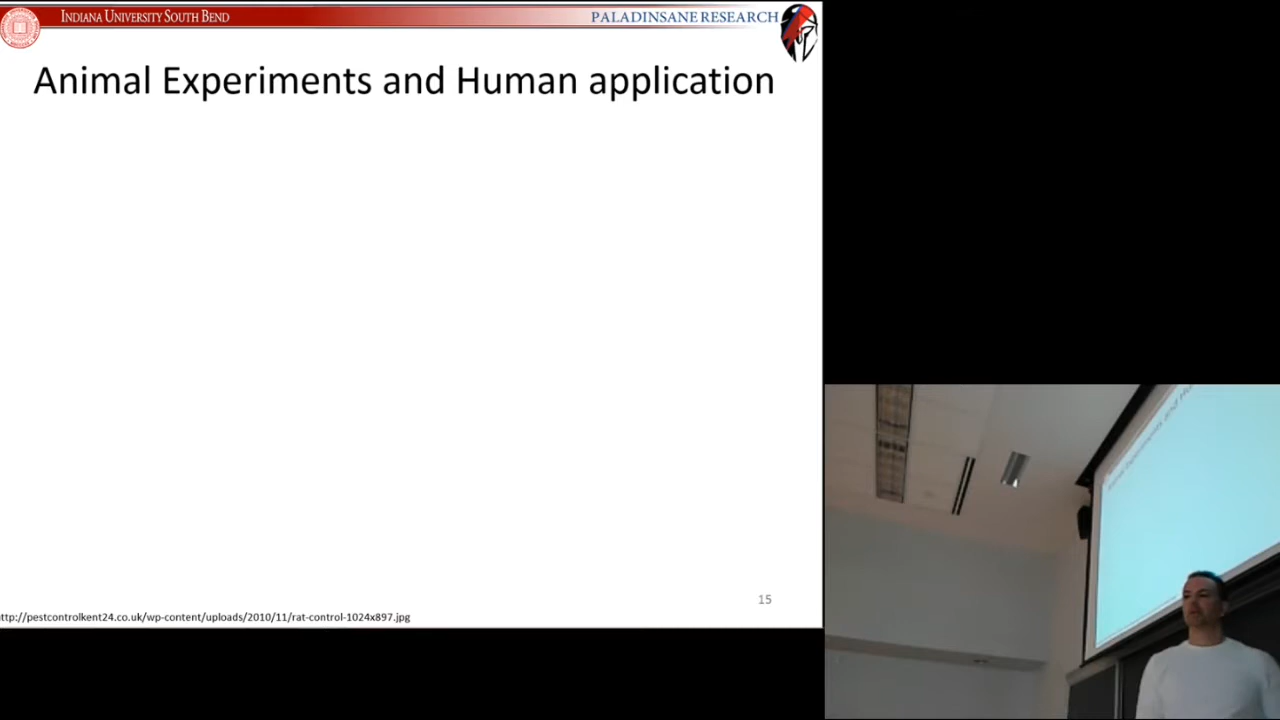 INDIANA UNIVERSITY SOUTH BEND
PALADINSANE RESEARCH
Animal Experiments and Human application
15
ttp://pestcontrolkent24.co.uk/wp-content/uploads/2010/11/rat-control-1024x897.jpg